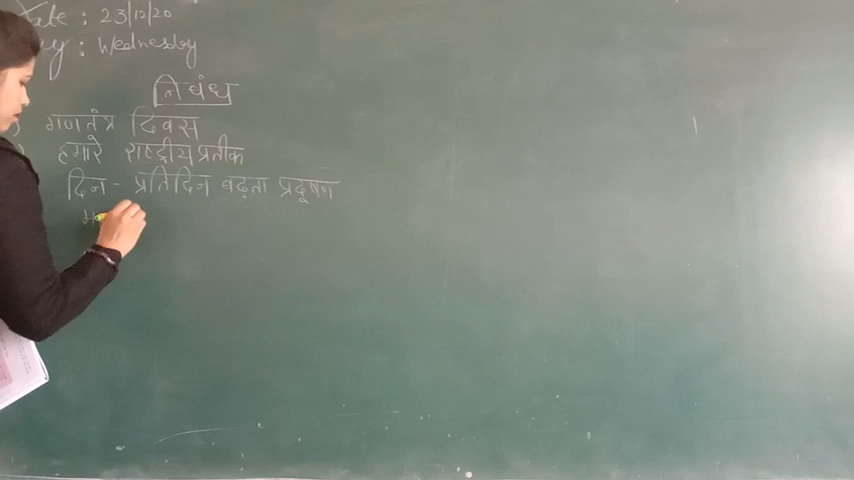 Date : 23/12/20
Day : Wednesday
निबंध
) गणतंत्र दिवस
) हमारे राष्ट्रीय प्रतीक
दिन - प्रतिदिन बढ़ता प्रदूषण